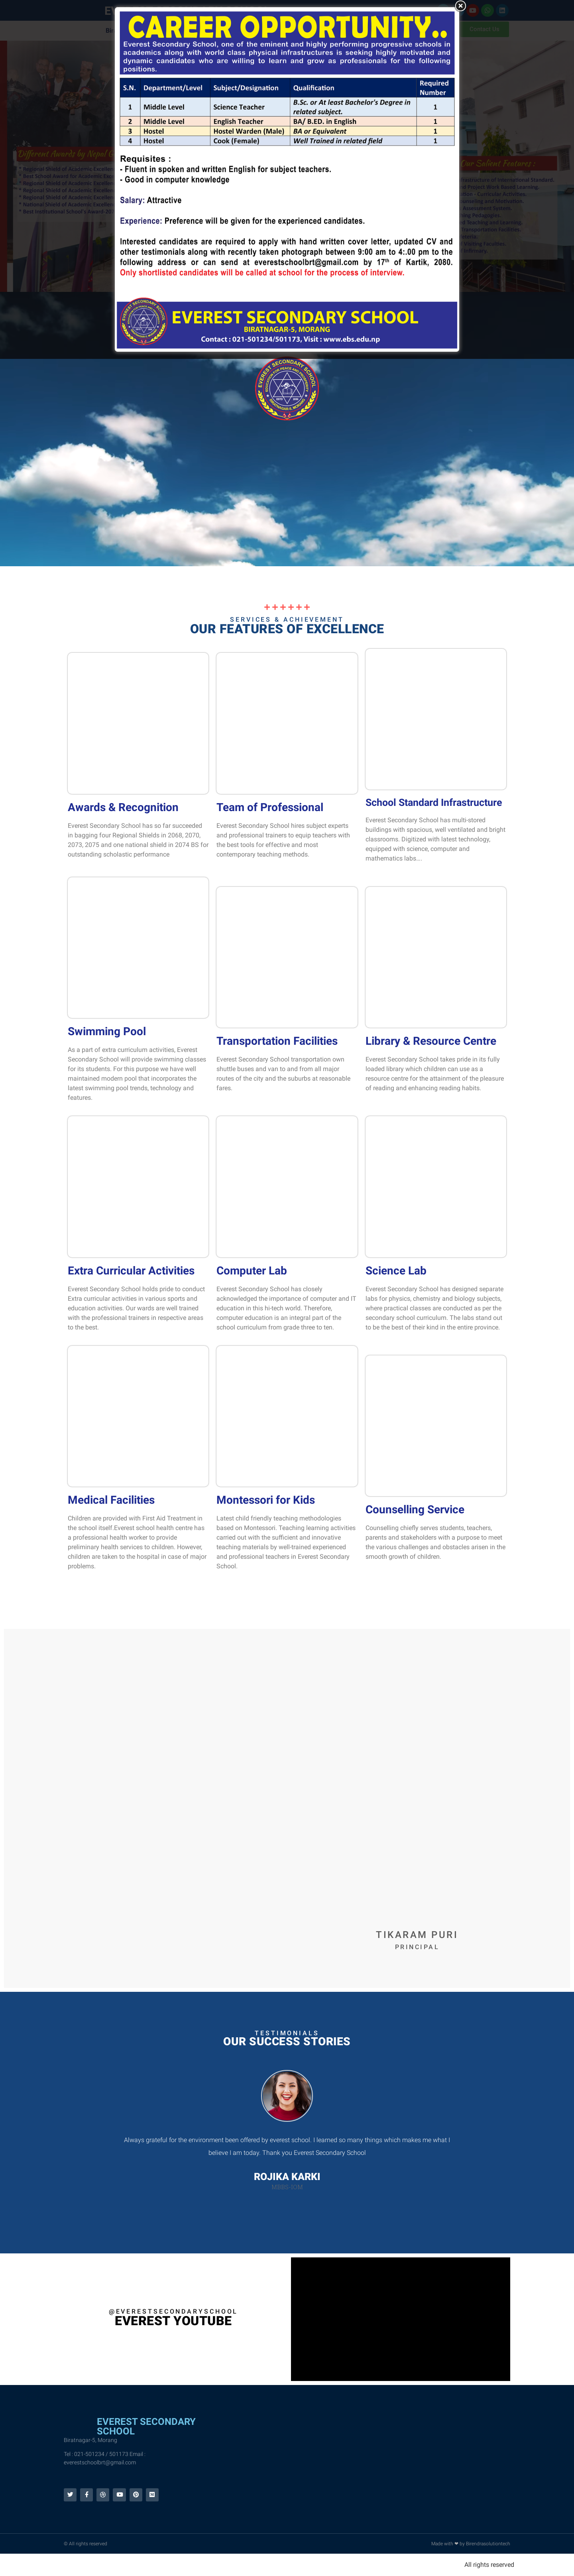 CAREER OPPORTUNITY..
Everest Secondary School, one of the eminent and highly performing progressive schools in
academics along with world class physical infrastructures is seeking highly motivated and
dynamic candidates who are willing to learn and grow as professionals for the following
positions.
S.N. Department/Level Subject/Designation Qualification Required Number
1 Middle Level Science Teacher B.Sc. or At least Bachelor's Degree in related subject. 1
2 Middle Level English Teacher BA/ B.ED. in English 1
3 Hostel Hostel Warden (Male) BA or Equivalent 1
4 Hostel Cook (Female) Well Trained in related field 1
Requisites :
- Fluent in spoken and written English for subject teachers.
- Good in computer knowledge
Salary: Attractive
Experience: Preference will be given for the experienced candidates.
Interested candidates are required to apply with hand written cover letter, updated CV and
other testimonials along with recently taken photograph between 9:00 am to 4:.00 pm to the
following address or can send at everestschoolbrt@gmail.com by 17th of Kartik, 2080.
Only shortlisted candidates will be called at school for the process of interview.
EVEREST SECONDARY SCHOOL
BIRATNAGAR-5, MORANG
Contact : 021-501234/501173, Visit : www.ebs.edu.np
Different Awards by Nepal
Our Salient Features :
EVEREST SECONDARY SCHOOL
SERVICES & ACHIEVEMENT
OUR FEATURES OF EXCELLENCE
Awards & Recognition
Everest Secondary School has so far succeeded
in bagging four Regional Shields in 2068, 2070,
2073, 2075 and one national shield in 2074 BS for
outstanding scholastic performance
Team of Professional
Everest Secondary School hires subject experts
and professional trainers to equip teachers with
the best tools for effective and most
contemporary teaching methods.
School Standard Infrastructure
Everest Secondary School has multi-stored
buildings with spacious, well ventilated and bright
classrooms. Digitized with latest technology,
equipped with science, computer and
mathematics labs...
Swimming Pool
As a part of extra curriculum activities, Everest
Secondary School will provide swimming classes
for its students. For this purpose we have well
maintained modern pool that incorporates the
latest swimming pool trends, technology and
features.
Transportation Facilities
Everest Secondary School transportation own
shuttle buses and van to and from all major
routes of the city and the suburbs at reasonable
fares.
Library & Resource Centre
Everest Secondary School takes pride in its fully
loaded library which children can use as a
resource centre for the attainment of the pleasure
of reading and enhancing reading habits.
Extra Curricular Activities
Everest Secondary School holds pride to conduct
Extra curricular activities in various sports and
education activities. Our wards are well trained
with the professional trainers in respective areas
to the best.
Computer Lab
Everest Secondary School has closely
acknowledged the importance of computer and IT
education in this hi-tech world. Therefore,
computer education is an integral part of the
school curriculum from grade three to ten.
Science Lab
Everest Secondary School has designed separate
labs for physics, chemistry and biology subjects,
where practical classes are conducted as per the
secondary school curriculum. The labs stand out
to be the best of their kind in the entire province.
Medical Facilities
Children are provided with First Aid Treatment in
the school itself.Everest school health centre has
a professional health worker to provide
preliminary health services to children. However,
children are taken to the hospital in case of major
problems.
Montessori for Kids
Latest child friendly teaching methodologies
based on Montessori. Teaching learning activities
carried out with the sufficient and innovative
teaching materials by well-trained experienced
and professional teachers in Everest Secondary
School.
Counselling Service
Counselling chiefly serves students, teachers,
parents and stakeholders with a purpose to meet
the various challenges and obstacles arisen in the
smooth growth of children.
TIKARAM PURI
PRINCIPAL
TESTIMONIALS
OUR SUCCESS STORIES
Always grateful for the environment been offered by everest school. I learned so many things which makes me what I
believe I am today. Thank you Everest Secondary School
ROJIKA KARKI
MBBS IOM
@EVERESTSECONDARYSCHOOL
EVEREST YOUTUBE
EVEREST SECONDARY
SCHOOL
Biratnagar-5, Morang
Tel : 021-501234 / 501173 Email :
everestschoolbrt@gmail.com
© All rights reserved
Made with ❤ by Birendrasolutiontech
All rights reserved